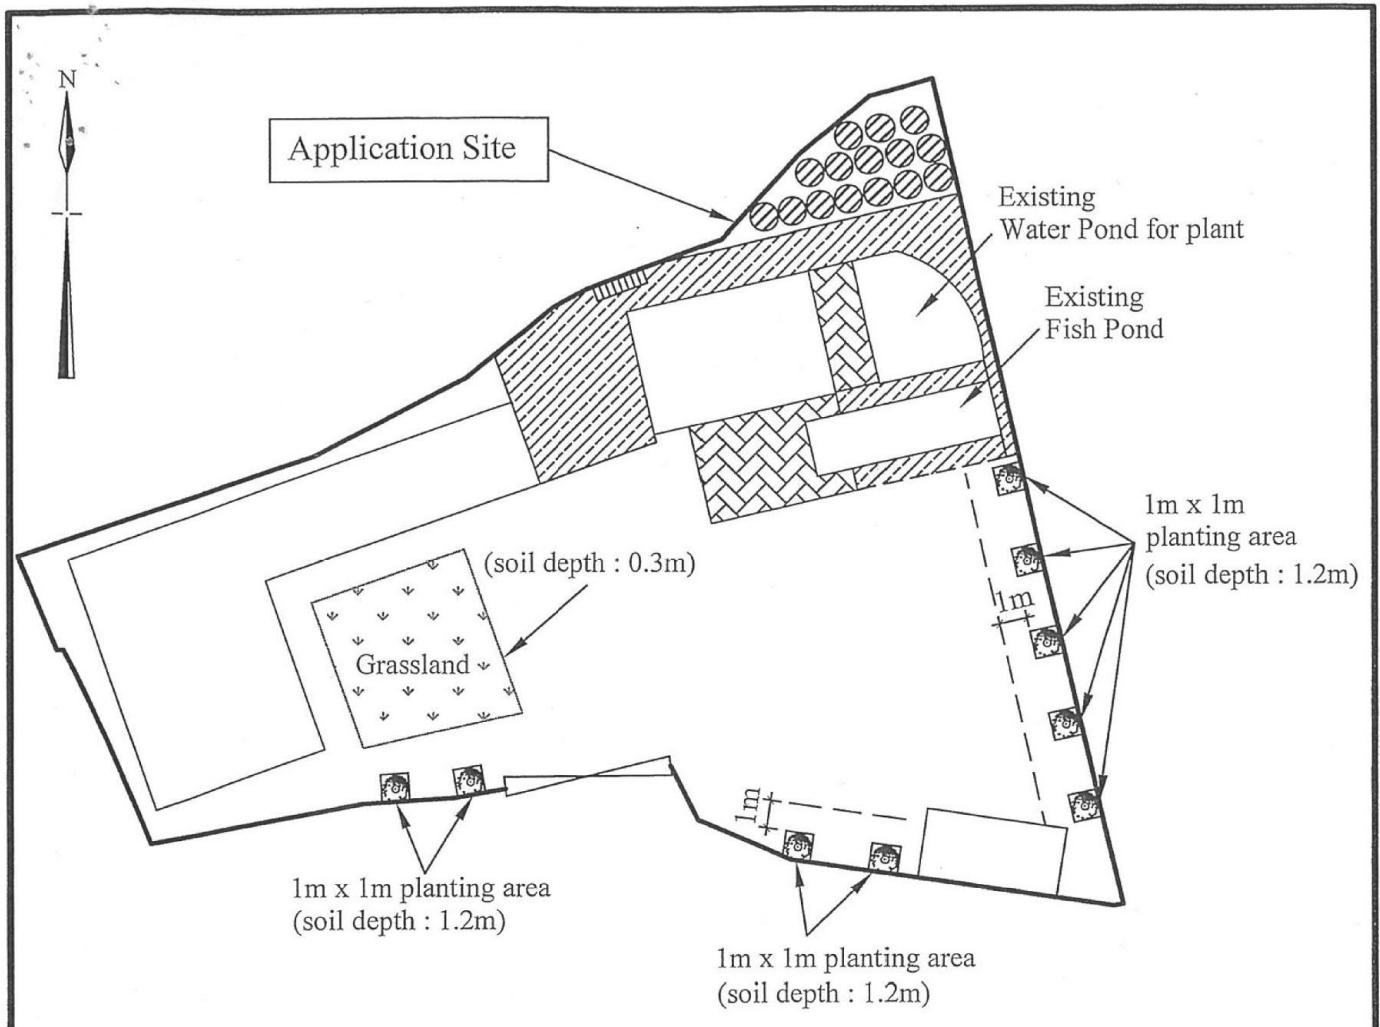 N
Application Site
Existing
Water Pond for plant
Existing
Fish Pond
1m x 1m
planting area
(soil depth : 1.2m)
(soil depth : 0.3m)
1m
Grassland
1m
1m x 1m planting area
(soil depth : 1.2m)
1m x 1m planting area
(soil depth : 1.2m)